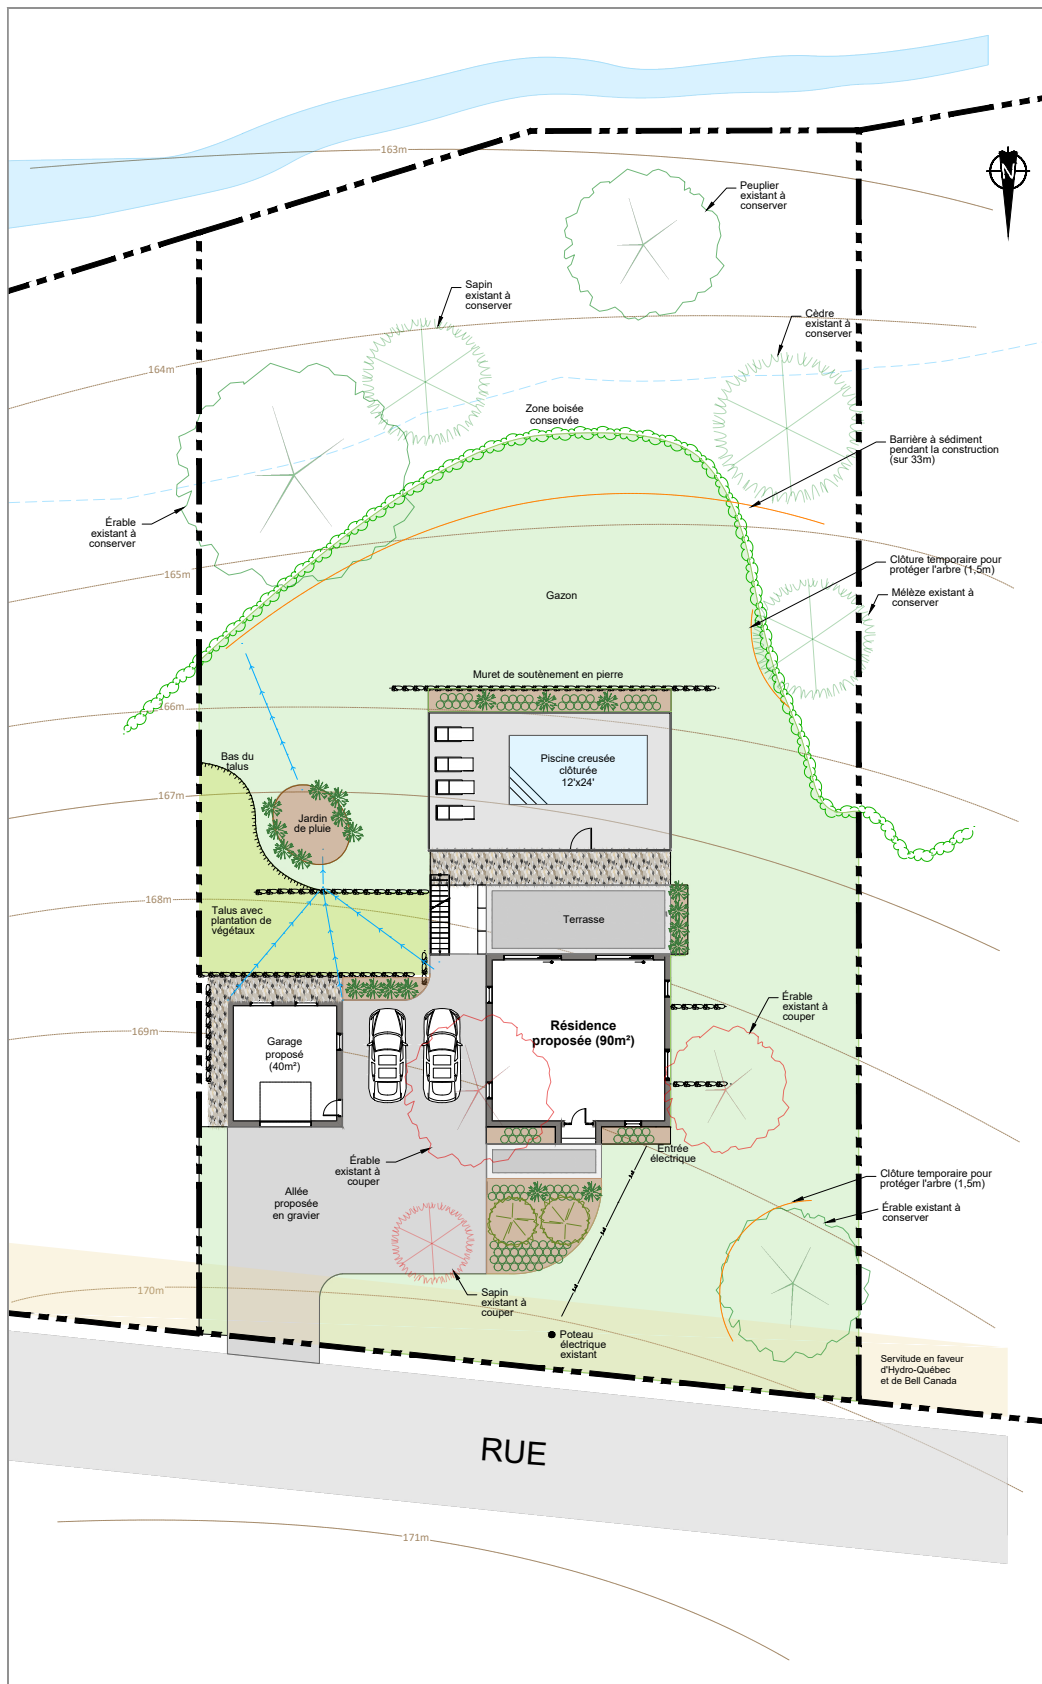 163m
N
Peuplier
existant à
conserver
Sapin
existant à
conserver
Cèdre
existant à
conserver
164m
Zone boisée
conservée
Barrière à sédiment
pendant la construction
(sur 33m)
Érable
existant à
conserver
165m
Clôture temporaire pour
protéger l'arbre (1,5m)
Mélèze existant à
conserver
Gazon
Muret de soutènement en pierre
166m
Bas du
talus
Piscine creusée
clôturée
12'x24'
167m
Jardin
de pluie
168m
Talus avec
plantation de
végétaux
Terrasse
Érable
existant à
couper
169m
Résidence
proposée (90m²)
Garage
proposé
(40m²)
Érable
existant à
couper
Entrée
électrique
Allée
proposée
en gravier
Clôture temporaire pour
protéger l'arbre (1,5m)
Érable existant à
conserver
170m
Sapin
existant à
couper
Poteau
électrique
existant
Servitude en faveur
d'Hydro-Québec
et de Bell Canada
RUE
171m